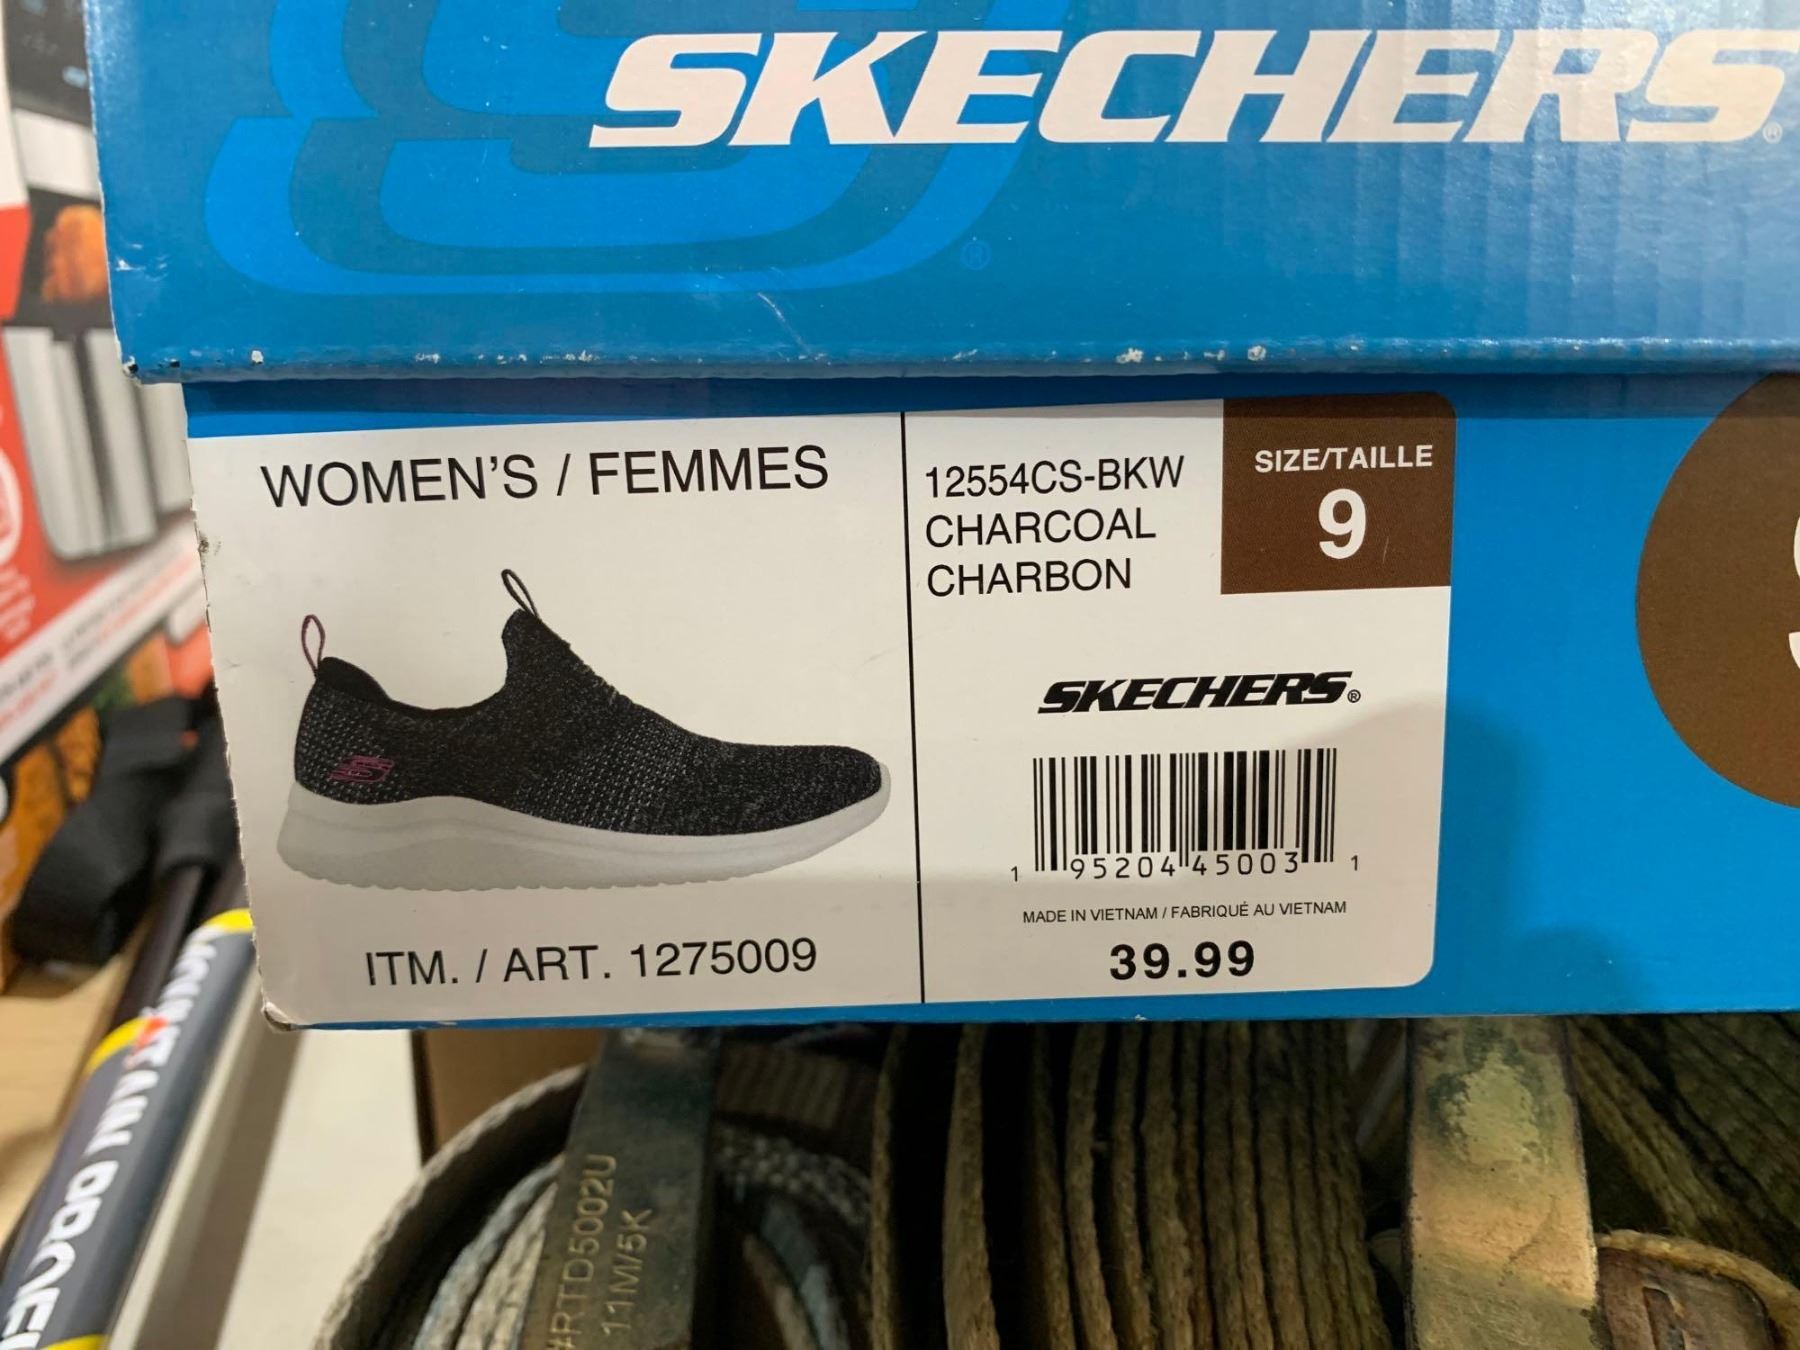 SKECHERS®
®
WOMEN'S / FEMMES
ITM. / ART. 1275009
12554CS-BKW
CHARCOAL
CHARBON
SIZE/TAILLE
9
SKECHERS®
1 95204 45003 1
MADE IN VIETNAM / FABRIQUÉ AU VIETNAM
39.99
#RTD5002U
11M/5K
MOUNTAIN